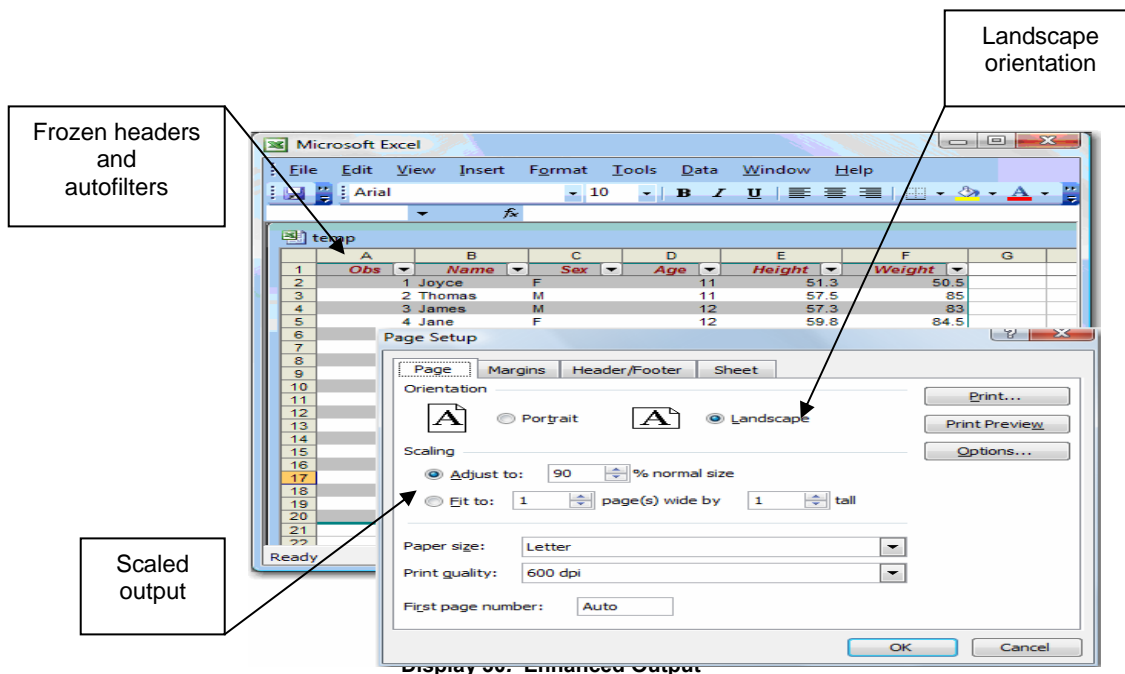 Landscape
orientation
Frozen headers
and
autofilters
Microsoft Excel
File Edit View Insert Format Tools Data Window Help
Arial 10 B I U A
fx
temp
A B C D E F G
1 Obs Name Sex Age Height Weight
2 1 Joyce F 11 51.3 50.5
3 2 Thomas M 11 57.5 85
4 3 James M 12 57.3 83
5 4 Jane F 12 59.8 84.5
6
7
8
9
10
11
12
13
14
15
16
17
18
19
20
21
22
Ready
Page Setup
Page Margins Header/Footer Sheet
Orientation
A Portrait A Landscape
Print...
Print Preview
Options...
Scaling
Adjust to: 90 % normal size
Fit to: 1 page(s) wide by 1 tall
Paper size: Letter
Print quality: 600 dpi
First page number: Auto
OK Cancel
Scaled
output
Enhanced Output